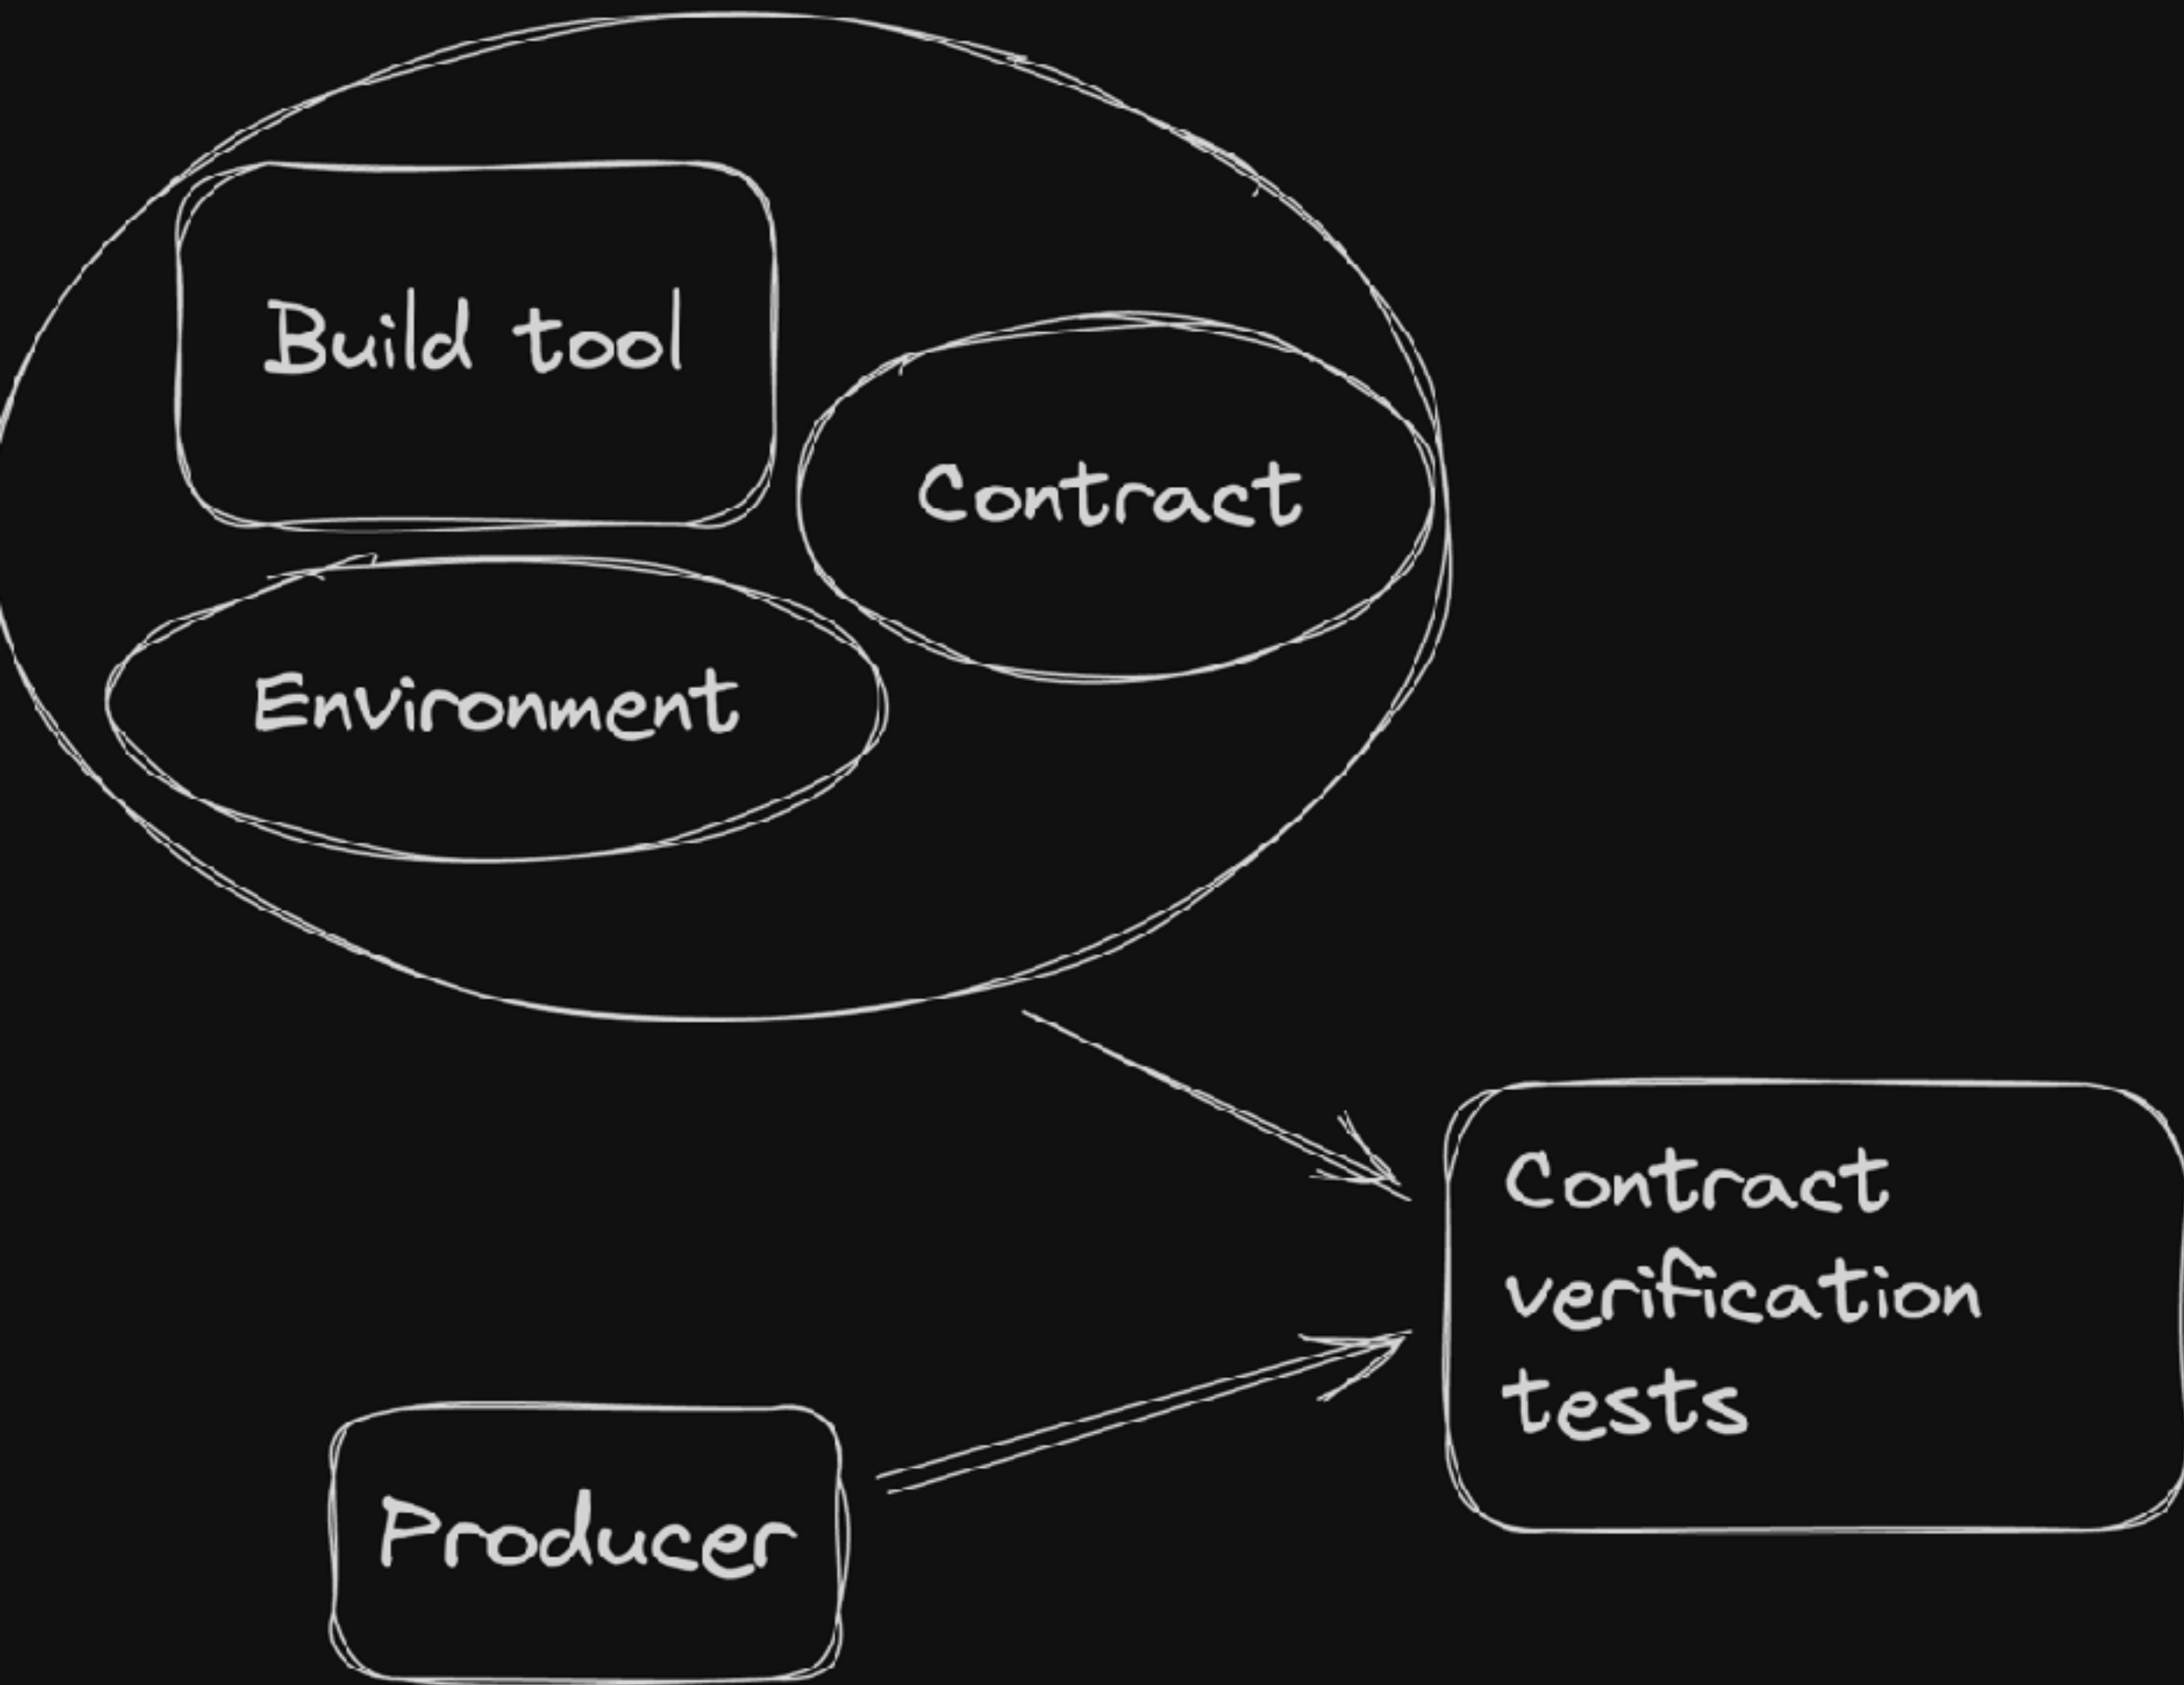 Build tool
Contract
Environment
Contract
verification
tests
Producer